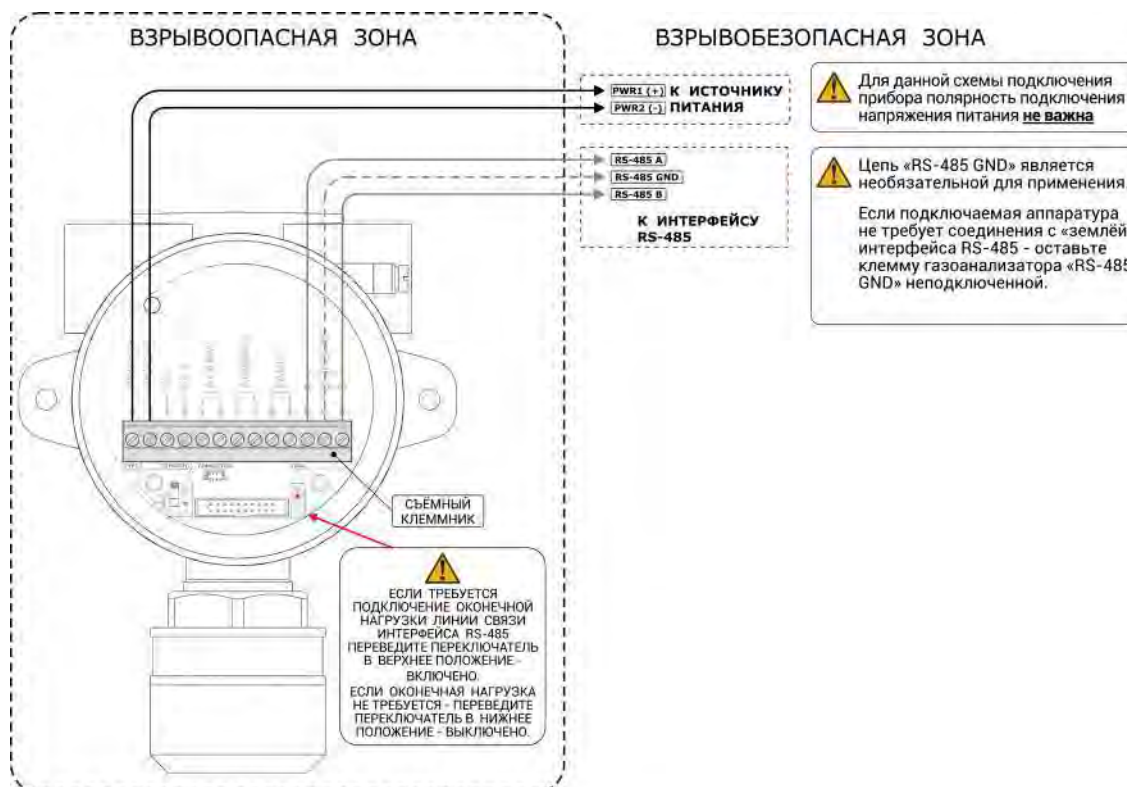 ВЗРЫВООПАСНАЯ ЗОНА
ВЗРЫВОБЕЗОПАСНАЯ ЗОНА
PWR1 (+) К ИСТОЧНИКУ
PWR2 (-) ПИТАНИЯ
Для данной схемы подключения
прибора полярность подключения
напряжения питания не важна
RS-485 A
RS-485 GND
RS-485 B
К ИНТЕРФЕЙСУ
RS-485
Цепь «RS-485 GND» является
необязательной для применения
Если подключаемая аппаратура
не требует соединения с «землёй
интерфейса RS-485 - оставьте
клемму газоанализатора «RS-485
GND» неподключенной.
СЪЁМНЫЙ
КЛЕММНИК
ЕСЛИ ТРЕБУЕТСЯ
ПОДКЛЮЧЕНИЕ ОКОНЕЧНОЙ
НАГРУЗКИ ЛИНИИ СВЯЗИ
ИНТЕРФЕЙСА RS-485
ПЕРЕВЕДИТЕ ПЕРЕКЛЮЧАТЕЛЬ
В ВЕРХНЕЕ ПОЛОЖЕНИЕ -
ВКЛЮЧЕНО.
ЕСЛИ ОКОНЕЧНАЯ НАГРУЗКА
НЕ ТРЕБУЕТСЯ - ПЕРЕВЕДИТЕ
ПЕРЕКЛЮЧАТЕЛЬ В НИЖНЕЕ
ПОЛОЖЕНИЕ - ВЫКЛЮЧЕНО.